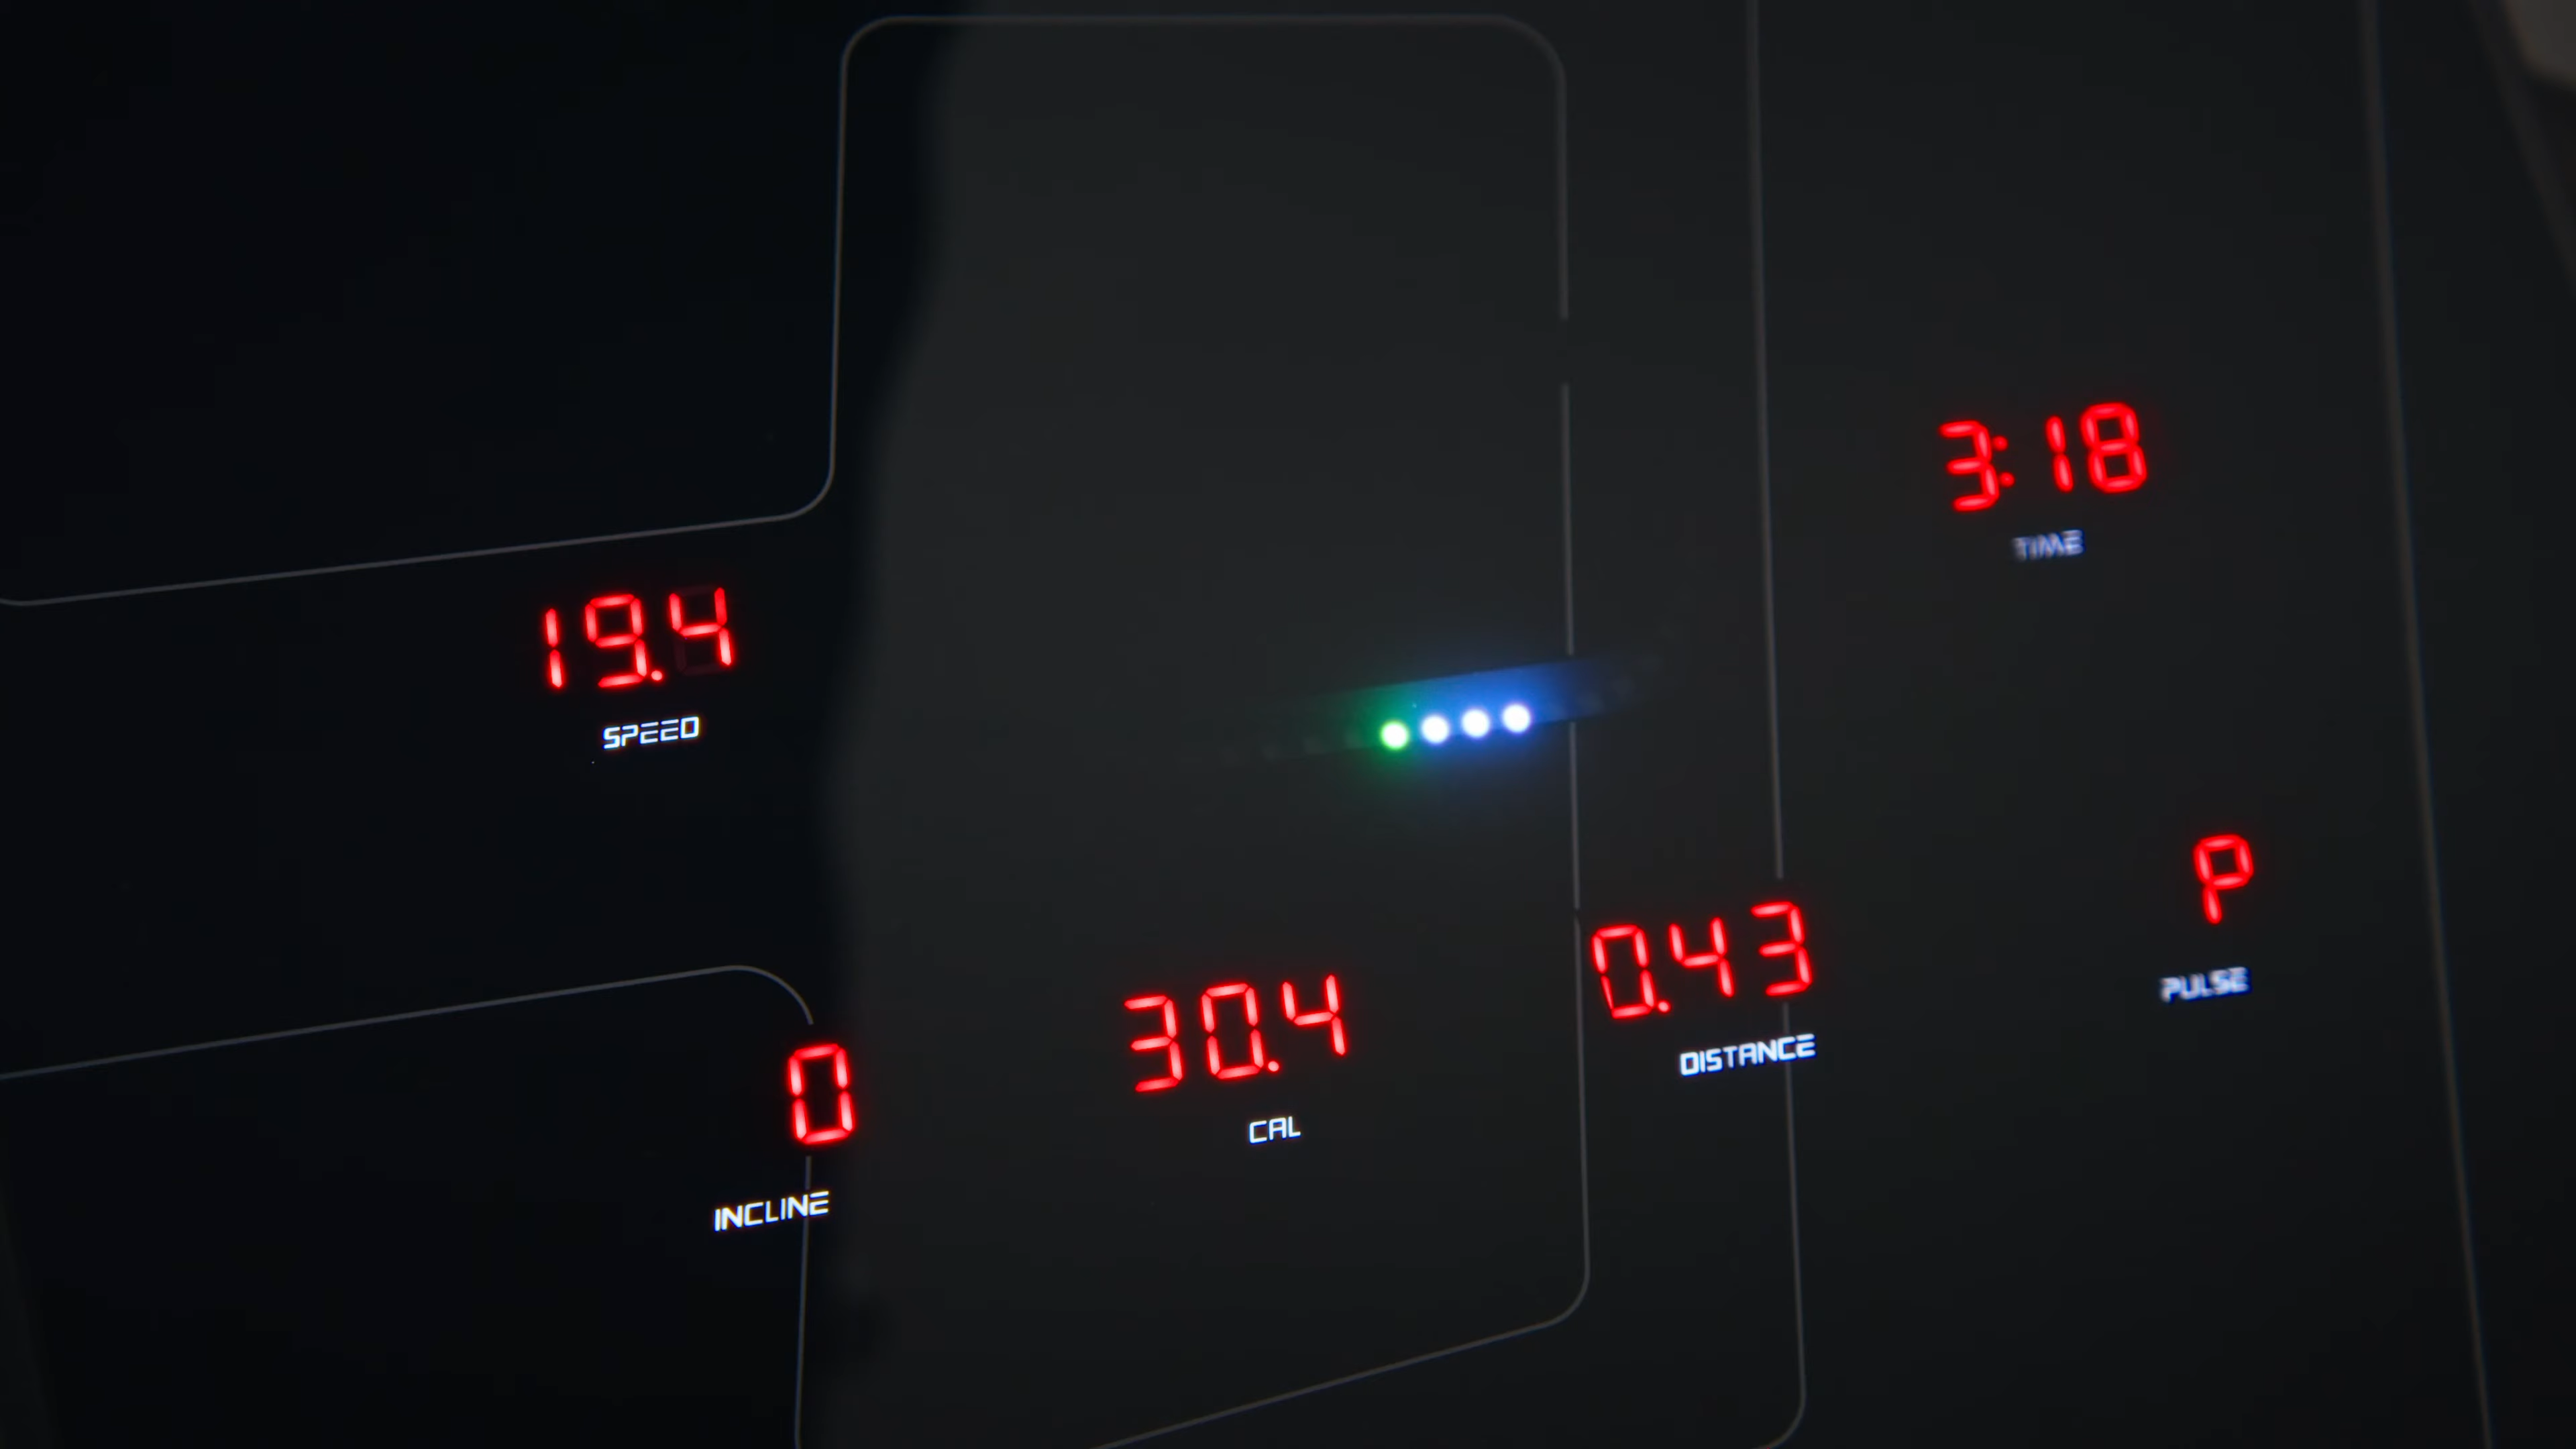 3:18
TIME
19.4
SPEED
P
PULSE
0.43
DISTANCE
30.4
CAL
0
INCLINE